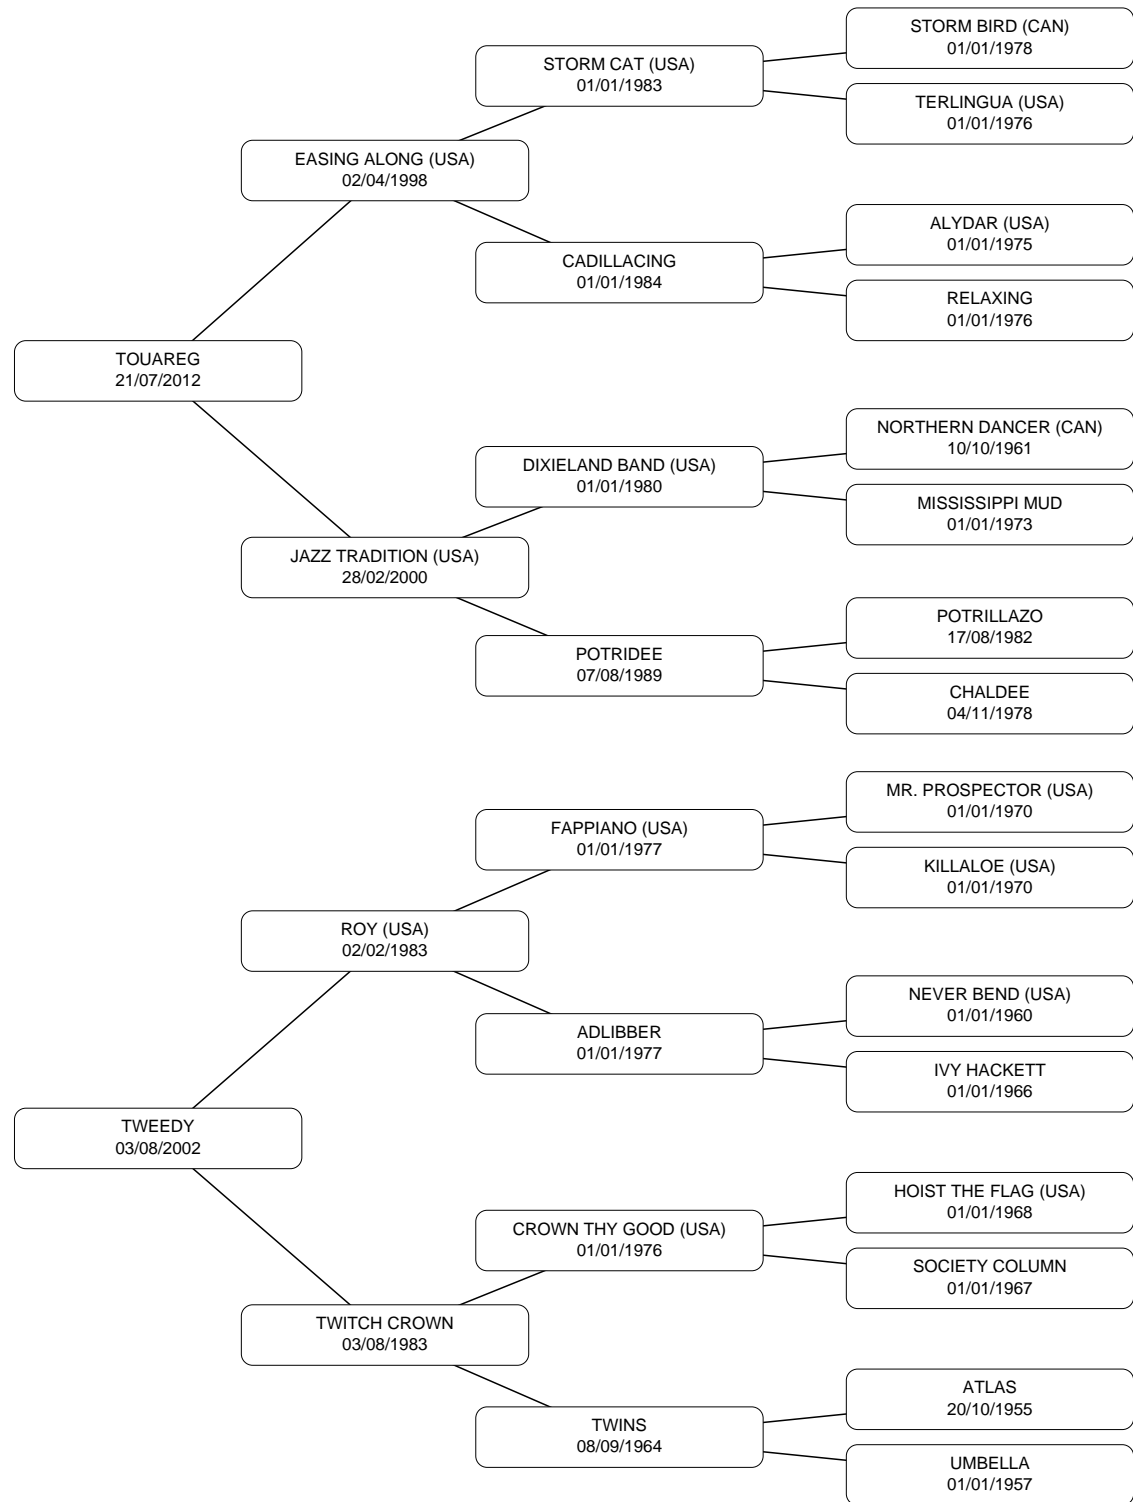 STORM BIRD (CAN)
01/01/1978
STORM CAT (USA)
01/01/1983
TERLINGUA (USA)
01/01/1976
EASING ALONG (USA)
02/04/1998
ALYDAR (USA)
01/01/1975
CADILLACING
01/01/1984
RELAXING
01/01/1976
TOUAREG
21/07/2012
NORTHERN DANCER (CAN)
10/10/1961
DIXIELAND BAND (USA)
01/01/1980
MISSISSIPPI MUD
01/01/1973
JAZZ TRADITION (USA)
28/02/2000
POTRILLAZO
17/08/1982
POTRIDEE
07/08/1989
CHALDEE
04/11/1978
MR. PROSPECTOR (USA)
01/01/1970
FAPPIANO (USA)
01/01/1977
KILLALOE (USA)
01/01/1970
ROY (USA)
02/02/1983
NEVER BEND (USA)
01/01/1960
ADLIBBER
01/01/1977
IVY HACKETT
01/01/1966
TWEEDY
03/08/2002
HOIST THE FLAG (USA)
01/01/1968
CROWN THY GOOD (USA)
01/01/1976
SOCIETY COLUMN
01/01/1967
TWITCH CROWN
03/08/1983
ATLAS
20/10/1955
TWINS
08/09/1964
UMBELLA
01/01/1957